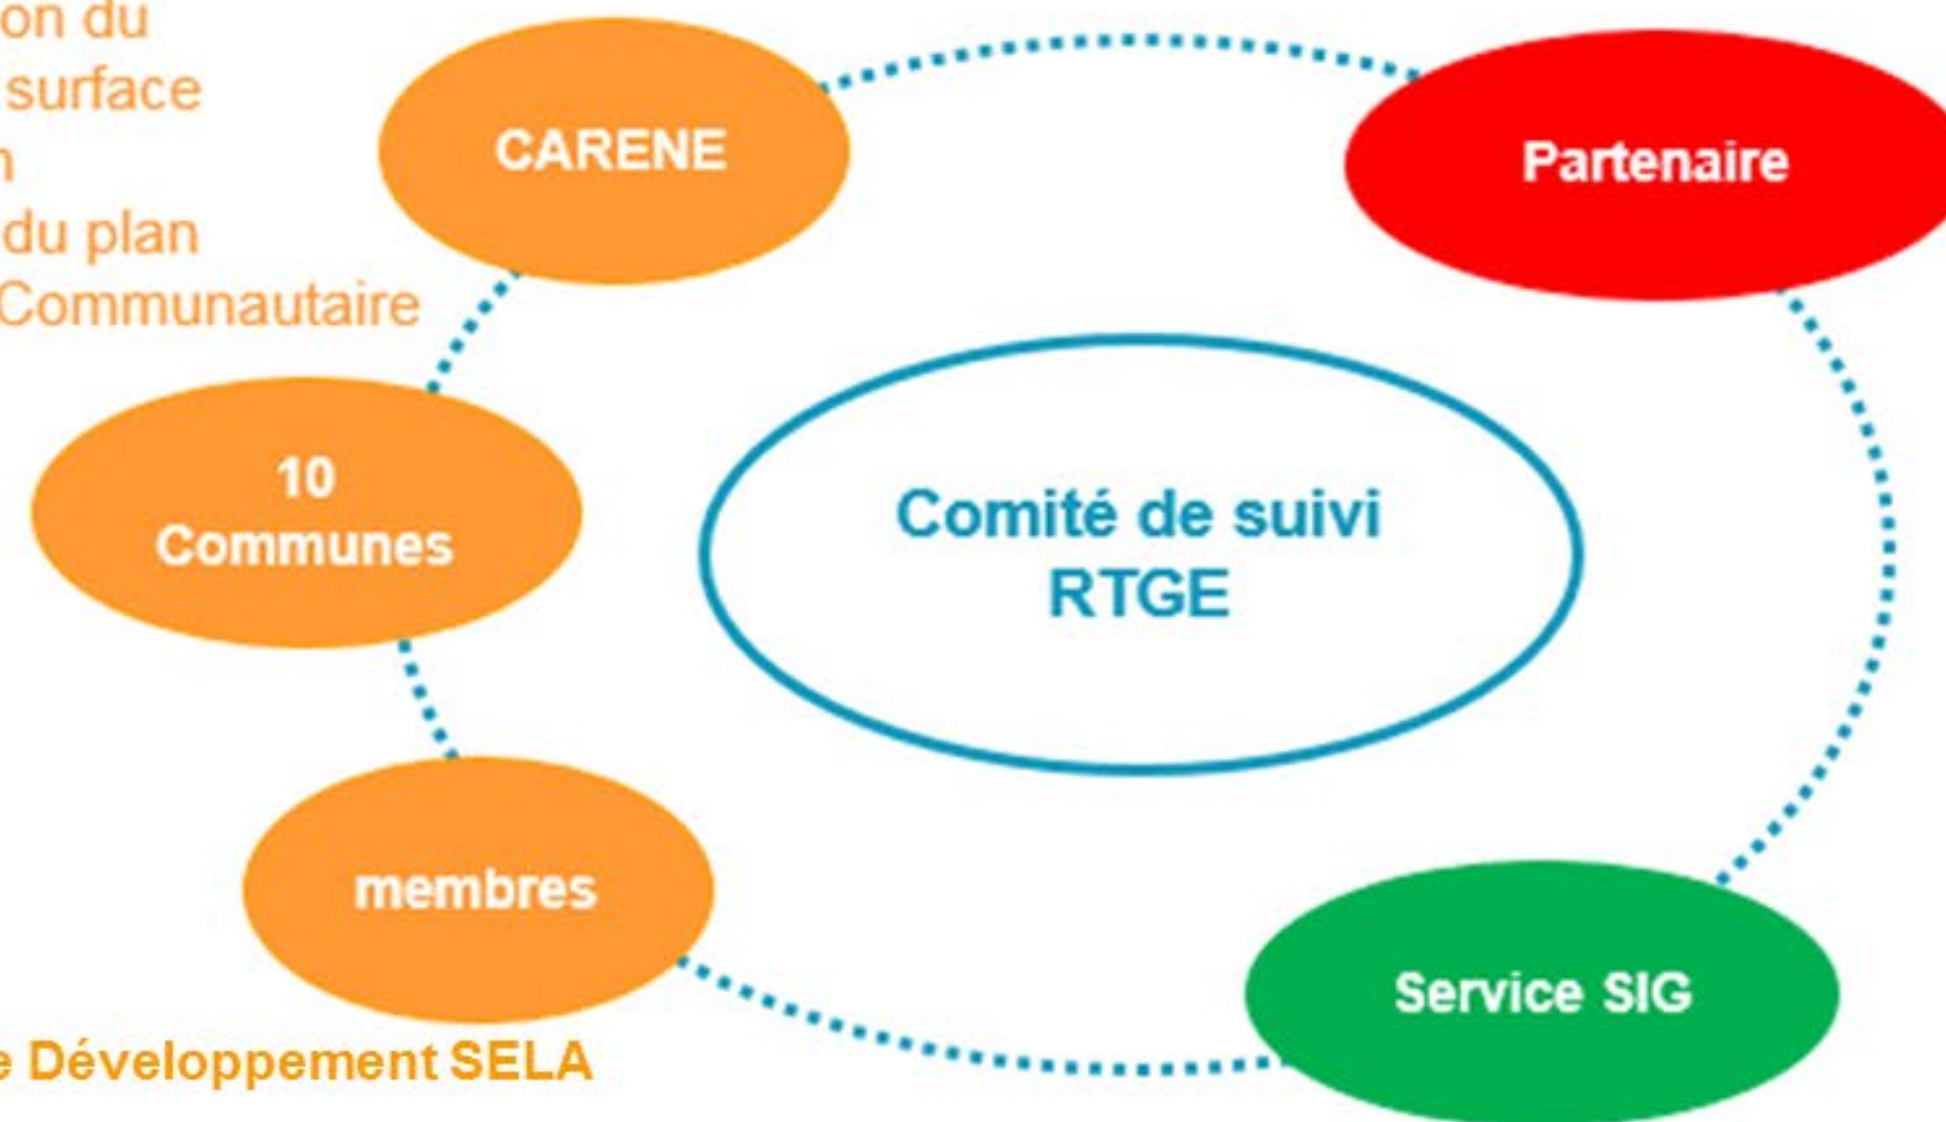 on du
surface
du plan
Communautaire
CARENE
Partenaire
10
Communes
Comité de suivi
RTGE
membres
Service SIG
Développement SELA